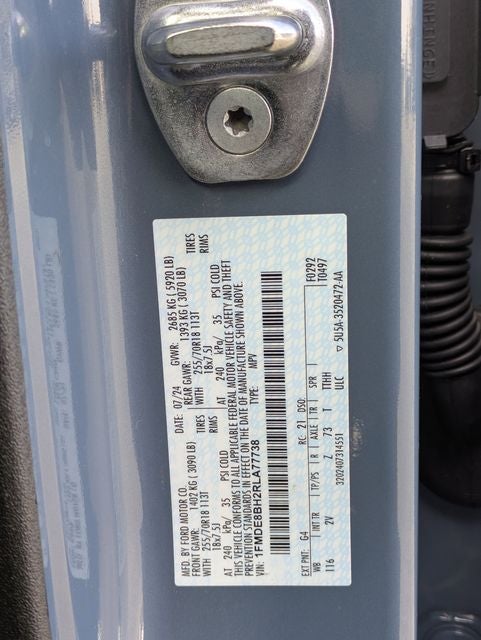 MFD. BY FORD MOTOR CO.
DATE: 07/24 GVWR: 2685 KG ( 5920 LB)
FRONT GAWR: 1402 KG (3090 LB) REAR GAWR: 1393 KG ( 3070 LB)
WITH 255/70R18 113T TIRES WITH 255/70R18 113T TIRES
18x7.5J RIMS 18x7.5J RIMS
AT 240 kPa/ 35 PSI COLD AT 240 kPa/ 35 PSI COLD
THIS VEHICLE CONFORMS TO ALL APPLICABLE FEDERAL MOTOR VEHICLE SAFETY AND THEFT
PREVENTION STANDARDS IN EFFECT ON THE DATE OF MANUFACTURE SHOWN ABOVE.
VIN: 1FMDE8BH2RLA77738 TYPE: MPV
F0292
T0497
EXT PNT: G4 RC: 21 DSO:
WB INT TR TP/PS R AXLE TR SPR
116 2V Z 73 T TTHH
3202407314551 ULC 5U5A-3520472-AA